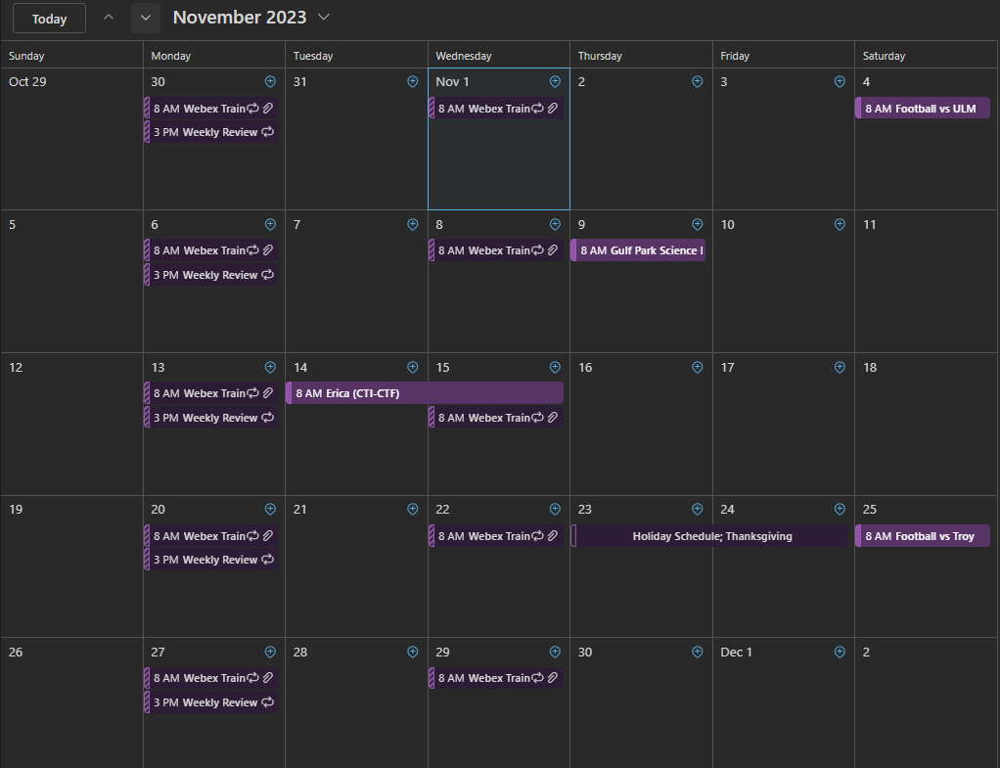 Today November 2023
Sunday Monday Tuesday Wednesday Thursday Friday Saturday
Oct 29 30 31 Nov 1 2 3 4
8 AM Webex Train 8 AM Webex Train 8 AM Football vs ULM
3 PM Weekly Review
5 6 7 8 9 10 11
8 AM Webex Train 8 AM Webex Train 8 AM Gulf Park Science
3 PM Weekly Review
12 13 14 15 16 17 18
8 AM Webex Train 8 AM Erica (CTI-CTF)
3 PM Weekly Review 8 AM Webex Train
19 20 21 22 23 24 25
8 AM Webex Train 8 AM Webex Train Holiday Schedule; Thanksgiving 8 AM Football vs Troy
3 PM Weekly Review
26 27 28 29 30 Dec 1 2
8 AM Webex Train 8 AM Webex Train
3 PM Weekly Review